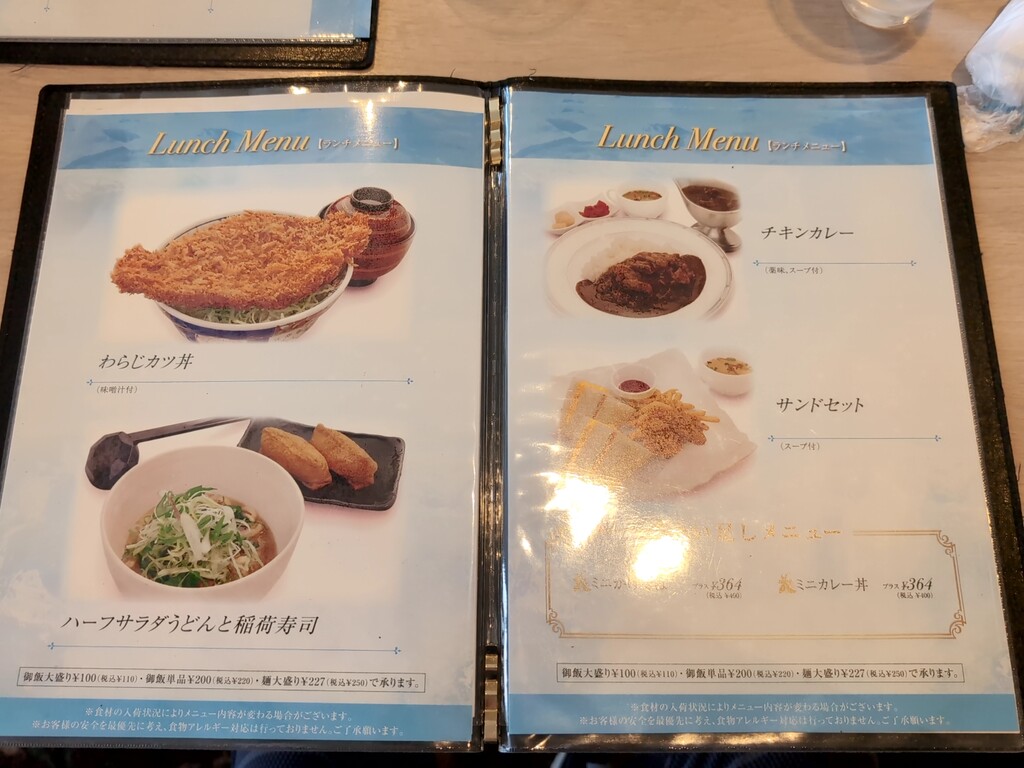 Lunch Menu 【ランチメニュー】
わらじカツ丼
(味噌汁付)
ハーフサラダうどんと稲荷寿司
御飯大盛り¥100(税込¥110)・御飯単品¥200(税込¥220)・麺大盛り¥227(税込¥250)で承ります。
※食材の入荷状況によりメニュー内容が変わる場合がございます。
※お客様の安全を最優先に考え、食物アレルギー対応は行っておりません。ご了承願います。
Lunch Menu 【ランチメニュー】
チキンカレー
(薬味、スープ付)
サンドセット
(スープ付)
しメニュー
ミニカ プラス ¥364 ミニカレー丼 プラス ¥364
(税込 ¥400) (税込 ¥400)
御飯大盛り¥100(税込¥110)・御飯単品¥200(税込¥220)・麺大盛り¥227(税込¥250)で承ります。
※食材の入荷状況によりメニュー内容が変わる場合がございます。
※お客様の安全を最優先に考え、食物アレルギー対応は行っておりません。ご了承願います。